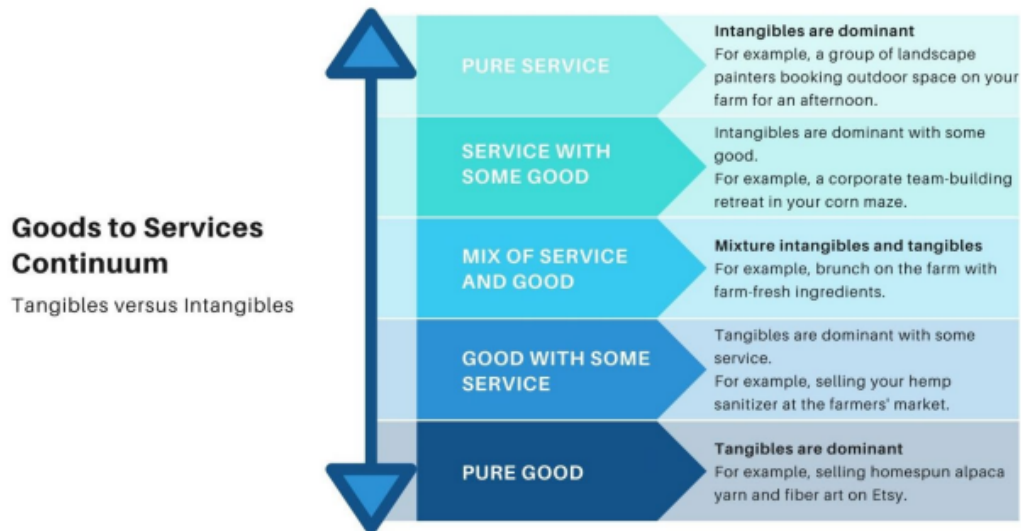 Goods to Services
Continuum
Tangibles versus Intangibles
PURE SERVICE
Intangibles are dominant
For example, a group of landscape
painters booking outdoor space on your
farm for an afternoon.
SERVICE WITH
SOME GOOD
Intangibles are dominant with some
good.
For example, a corporate team-building
retreat in your corn maze.
MIX OF SERVICE
AND GOOD
Mixture intangibles and tangibles
For example, brunch on the farm with
farm-fresh ingredients.
GOOD WITH SOME
SERVICE
Tangibles are dominant with some
service.
For example, selling your hemp
sanitizer at the farmers' market.
PURE GOOD
Tangibles are dominant
For example, selling homespun alpaca
yarn and fiber art on Etsy.